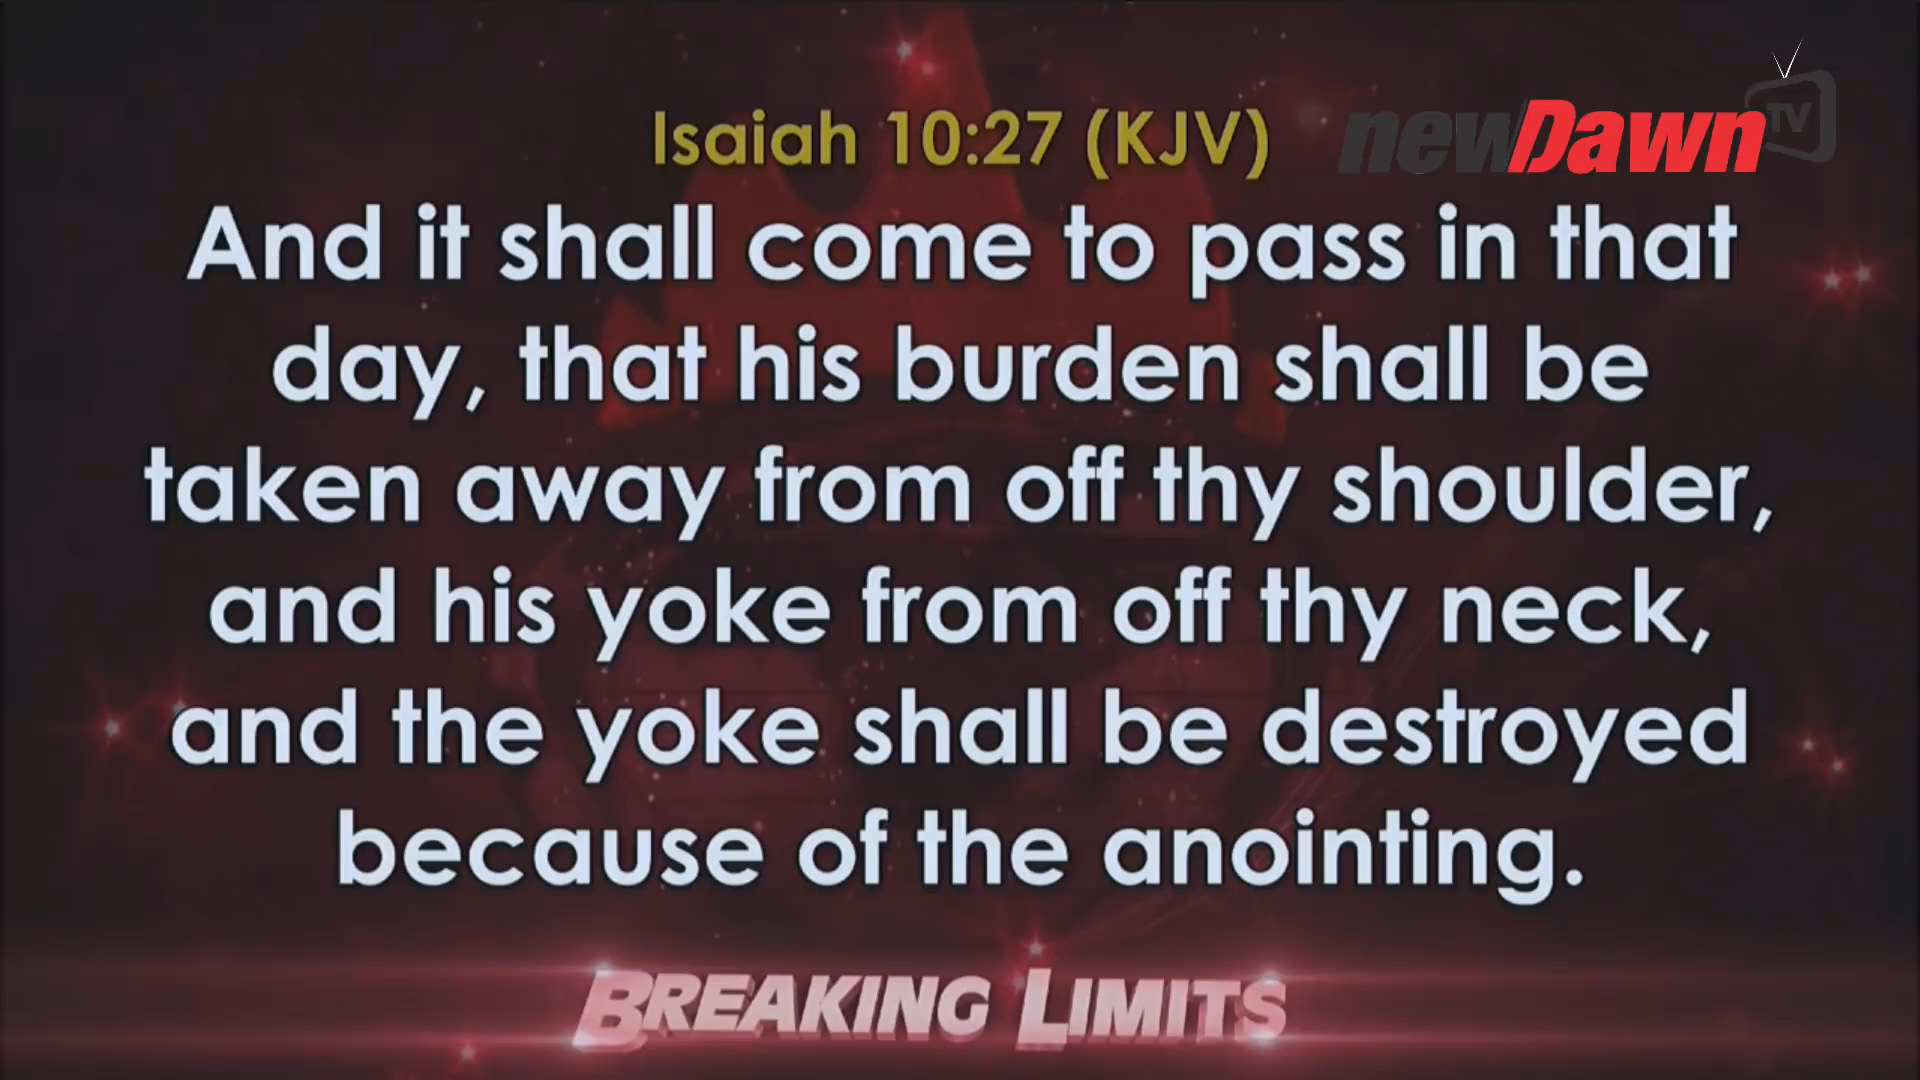 Isaiah 10:27 (KJV)
newDawn TV
And it shall come to pass in that
day, that his burden shall be
taken away from off thy shoulder,
and his yoke from off thy neck,
and the yoke shall be destroyed
because of the anointing.
BREAKING LIMITS